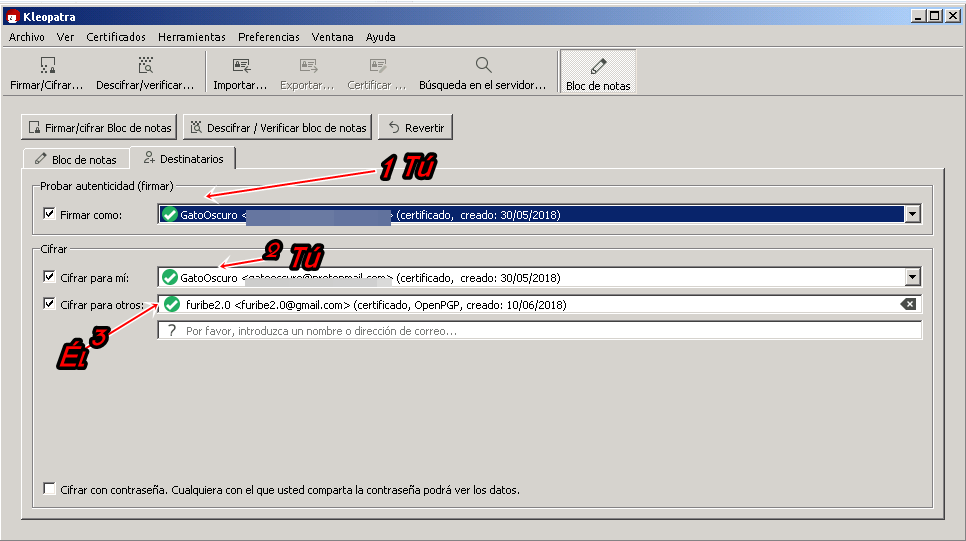 Kleopatra
Archivo Ver Certificados Herramientas Preferencias Ventana Ayuda
Firmar/Cifrar... Descifrar/verificar... Importar... Exportar... Certificar ... Búsqueda en el servidor... Bloc de notas
Firmar/cifrar Bloc de notas Descifrar / Verificar bloc de notas Revertir
Bloc de notas Destinatarios
1 Tú
Probar autenticidad (firmar)
Firmar como: GatoOscuro < > (certificado, creado: 30/05/2018)
Cifrar
2 Tú
Cifrar para mí: GatoOscuro < (certificado, creado: 30/05/2018)
Cifrar para otros: furibe2.0 <furibe2.0@gmail.com> (certificado, OpenPGP, creado: 10/06/2018)
? Por favor, introduzca un nombre o dirección de correo...
Él 3
Cifrar con contraseña. Cualquiera con el que usted comparta la contraseña podrá ver los datos.